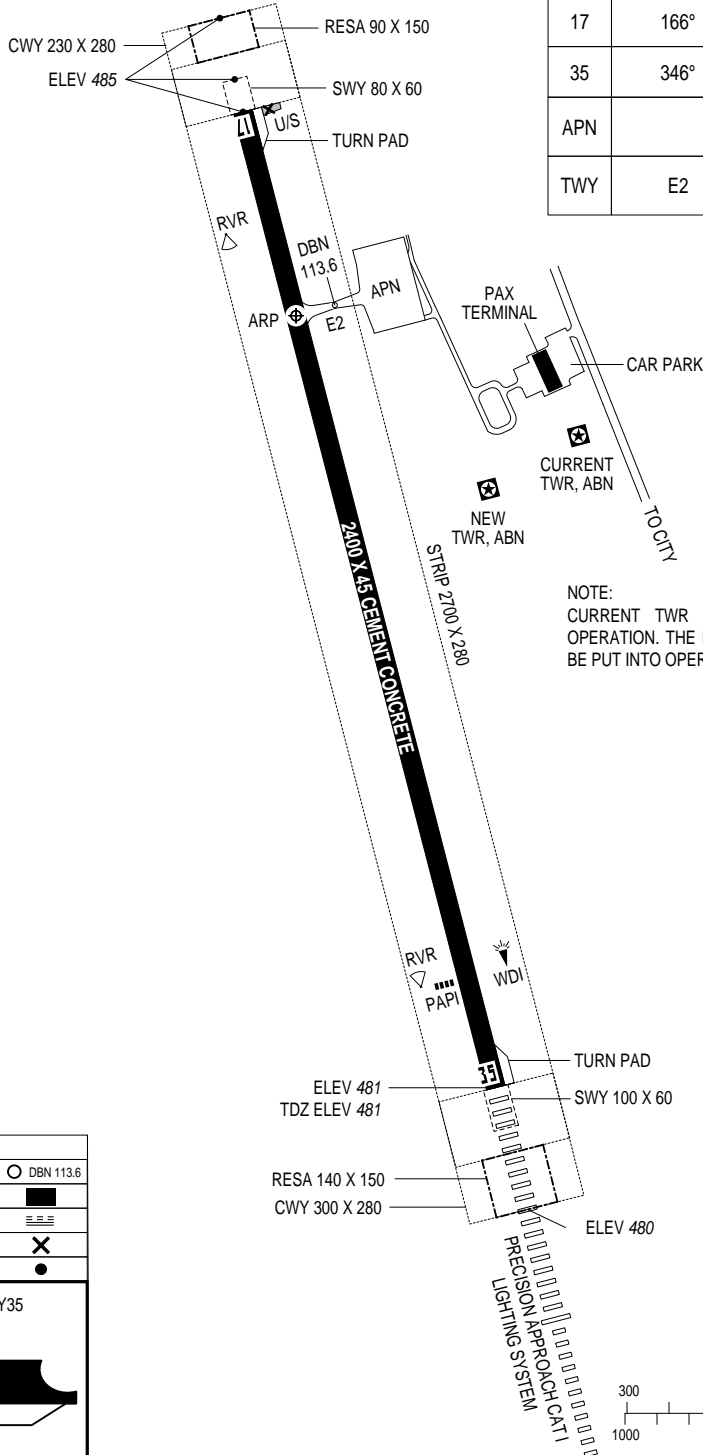 CWY 230 X 280
RESA 90 X 150
ELEV 485
SWY 80 X 60
17
U/S
TURN PAD
17 166°
35 346°
APN
TWY E2
RVR
DBN
113.6
APN
ARP
E2
PAX
TERMINAL
CAR PARK
CURRENT
TWR, ABN
NEW
TWR, ABN
TO CITY
2400 X 45 CEMENT CONCRETE
STRIP 2700 X 280
NOTE:
CURRENT TWR
OPERATION. THE
BE PUT INTO OPER
RVR
PAPI
WDI
35
TURN PAD
ELEV 481
TDZ ELEV 481
SWY 100 X 60
RESA 140 X 150
CWY 300 X 280
ELEV 480
PRECISION APPROACH CAT I
LIGHTING SYSTEM
DBN 113.6
Y35
300
1000